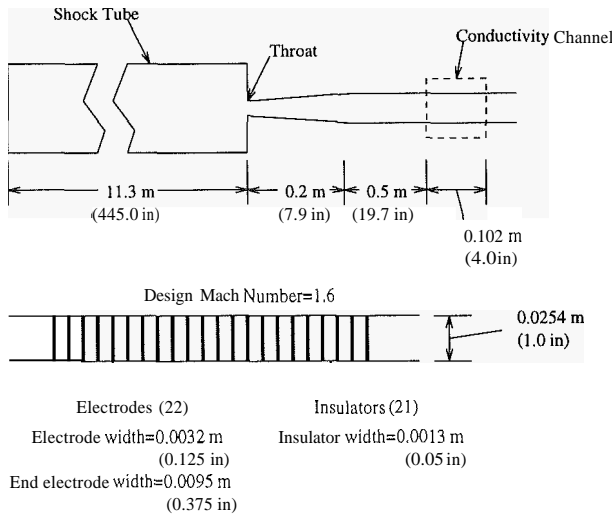 Shock Tube
Conductivity Channel
Throat
11.3 m
(445.0 in)
0.2 m
(7.9 in)
0.5 m
(19.7 in)
0.102 m
(4.0in)
Design Mach Number=1.6
0.0254 m
(1.0 in)
Electrodes (22)
Electrode width=0.0032 m
(0.125 in)
End electrode width=0.0095 m
(0.375 in)
Insulators (21)
Insulator width=0.0013 m
(0.05 in)